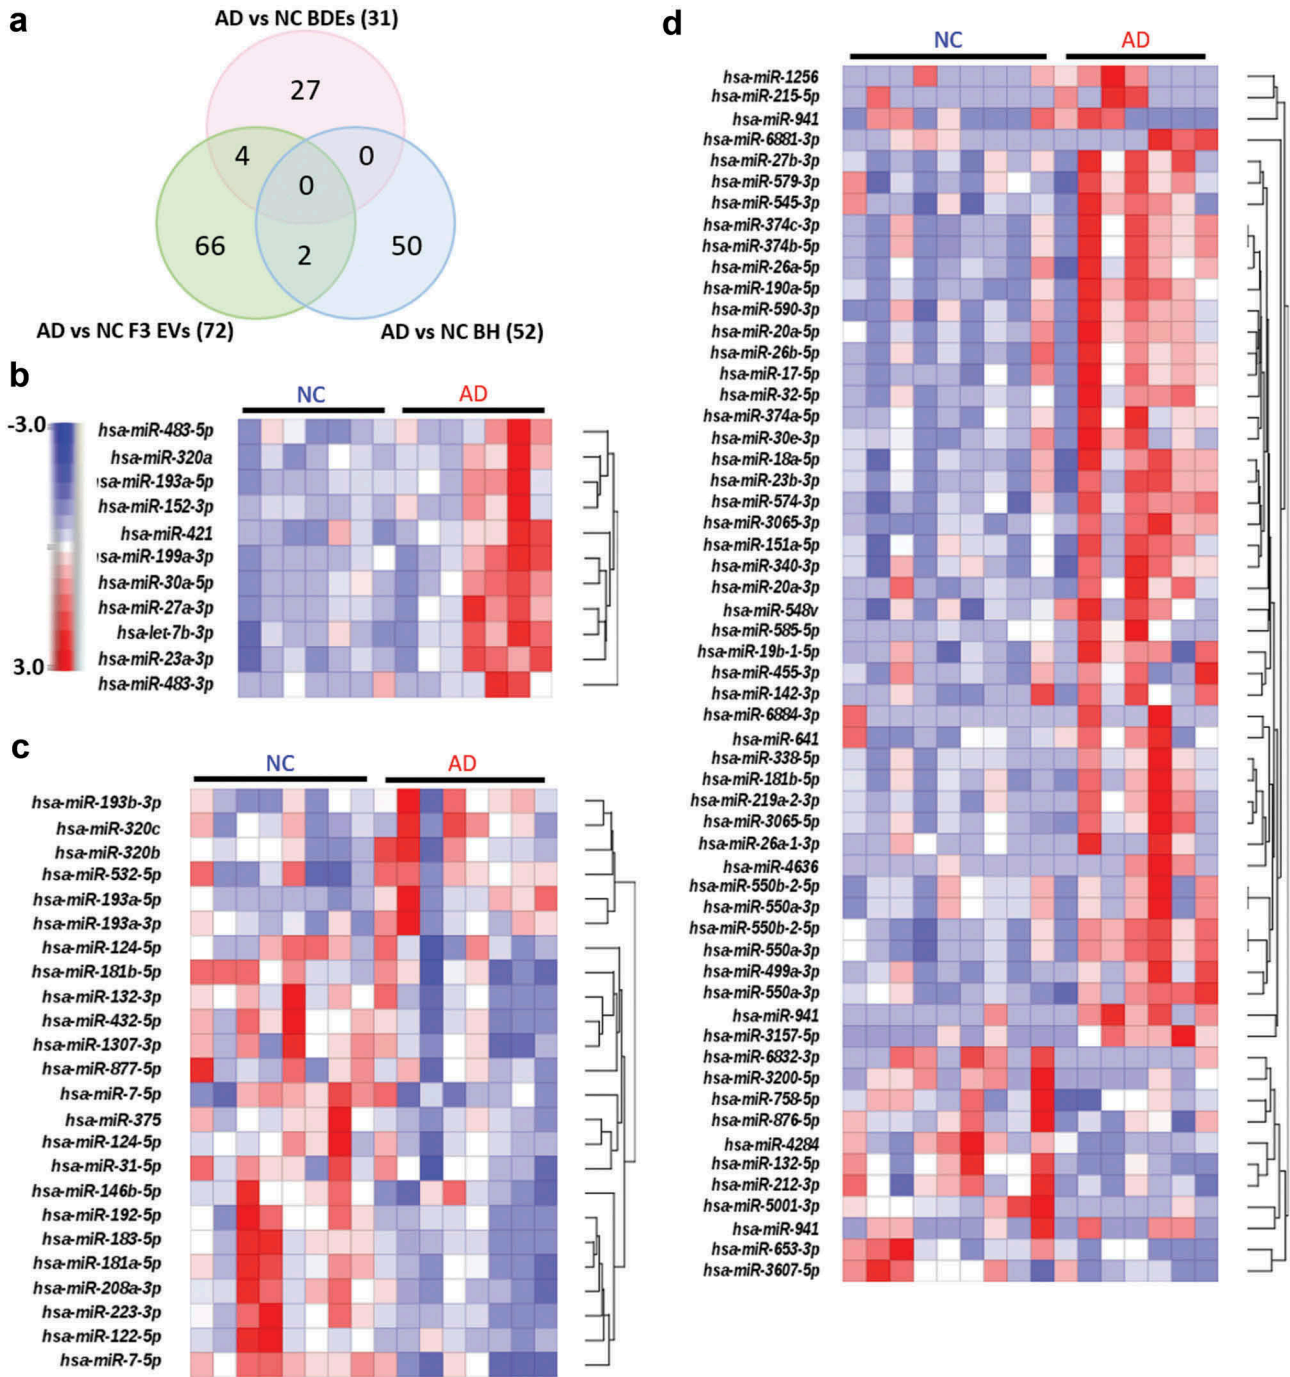 a
AD vs NC BDEs (31)
27
4
0
0
66
2
50
AD vs NC F3 EVs (72)
AD vs NC BH (52)
b
NC
AD
-3.0
3.0
hsa-miR-483-5p
hsa-miR-320a
sa-miR-193a-5p
hsa-miR-152-3p
hsa-miR-421
sa-miR-199a-3p
hsa-miR-30a-5p
hsa-miR-27a-3p
hsa-let-7b-3p
hsa-miR-23a-3p
hsa-miR-483-3p
c
NC
AD
hsa-miR-193b-3p
hsa-miR-320c
hsa-miR-320b
hsa-miR-532-5p
hsa-miR-193a-5p
hsa-miR-193a-3p
hsa-miR-124-5p
hsa-miR-181b-5p
hsa-miR-132-3p
hsa-miR-432-5p
hsa-miR-1307-3p
hsa-miR-877-5p
hsa-miR-7-5p
hsa-miR-375
hsa-miR-124-5p
hsa-miR-31-5p
hsa-miR-146b-5p
hsa-miR-192-5p
hsa-miR-183-5p
hsa-miR-181a-5p
hsa-miR-208a-3p
hsa-miR-223-3p
hsa-miR-122-5p
hsa-miR-7-5p
d
NC
AD
hsa-miR-1256
hsa-miR-215-5p
hsa-miR-941
hsa-miR-6881-3p
hsa-miR-27b-3p
hsa-miR-579-3p
hsa-miR-545-3p
hsa-miR-374c-3p
hsa-miR-374b-5p
hsa-miR-26a-5p
hsa-miR-190a-5p
hsa-miR-590-3p
hsa-miR-20a-5p
hsa-miR-26b-5p
hsa-miR-17-5p
hsa-miR-32-5p
hsa-miR-374a-5p
hsa-miR-30e-3p
hsa-miR-18a-5p
hsa-miR-23b-3p
hsa-miR-574-3p
hsa-miR-3065-3p
hsa-miR-151a-5p
hsa-miR-340-3p
hsa-miR-20a-3p
hsa-miR-548v
hsa-miR-585-5p
hsa-miR-19b-1-5p
hsa-miR-455-3p
hsa-miR-142-3p
hsa-miR-6884-3p
hsa-miR-641
hsa-miR-338-5p
hsa-miR-181b-5p
hsa-miR-219a-2-3p
hsa-miR-3065-5p
hsa-miR-26a-1-3p
hsa-miR-4636
hsa-miR-550b-2-5p
hsa-miR-550a-3p
hsa-miR-550b-2-5p
hsa-miR-550a-3p
hsa-miR-499a-3p
hsa-miR-550a-3p
hsa-miR-941
hsa-miR-3157-5p
hsa-miR-6832-3p
hsa-miR-3200-5p
hsa-miR-758-5p
hsa-miR-876-5p
hsa-miR-4284
hsa-miR-132-5p
hsa-miR-212-3p
hsa-miR-5001-3p
hsa-miR-941
hsa-miR-653-3p
hsa-miR-3607-5p